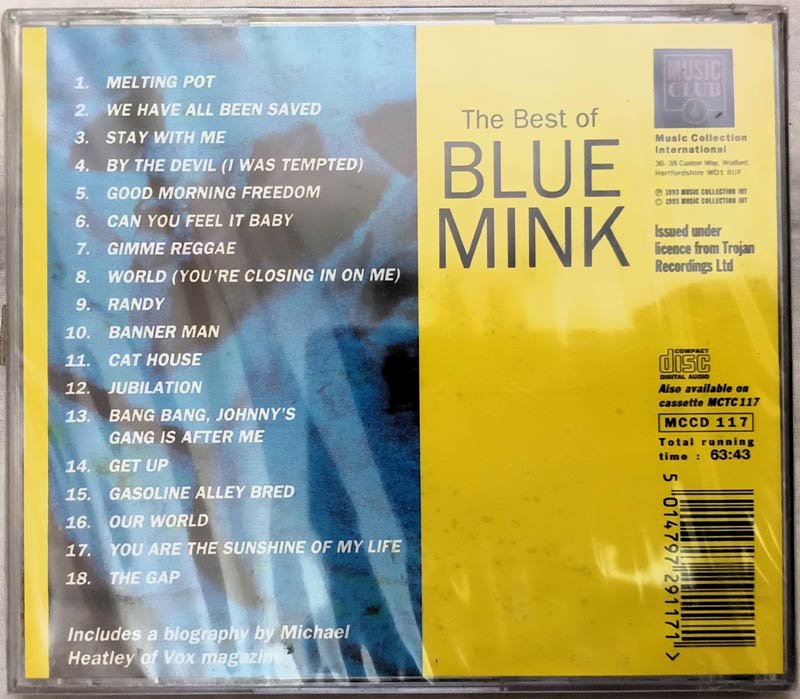 1. MELTING POT
2. WE HAVE ALL BEEN SAVED
3. STAY WITH ME
4. BY THE DEVIL (I WAS TEMPTED)
5. GOOD MORNING FREEDOM
6. CAN YOU FEEL IT BABY
7. GIMME REGGAE
8. WORLD (YOU'RE CLOSING IN ON ME)
9. RANDY
10. BANNER MAN
11. CAT HOUSE
12. JUBILATION
13. BANG BANG, JOHNNY'S
GANG IS AFTER ME
14. GET UP
15. GASOLINE ALLEY BRED
16. OUR WORLD
17. YOU ARE THE SUNSHINE OF MY LIFE
18. THE GAP
Includes a biography by Michael
Heatley of Vox magazine
The Best of
BLUE
MINK
MUSIC
CLUB
Music Collection
International
36-38 Caxton Way, Watford,
Hertfordshire WD1 8UF
℗ 1993 MUSIC COLLECTION INT
© 1993 MUSIC COLLECTION INT
Issued under
licence from Trojan
Recordings Ltd
COMPACT
disc
DIGITAL AUDIO
Also available on
cassette MCTC 117
MCCD 117
Total running
time : 63:43
5 014797 291171 >